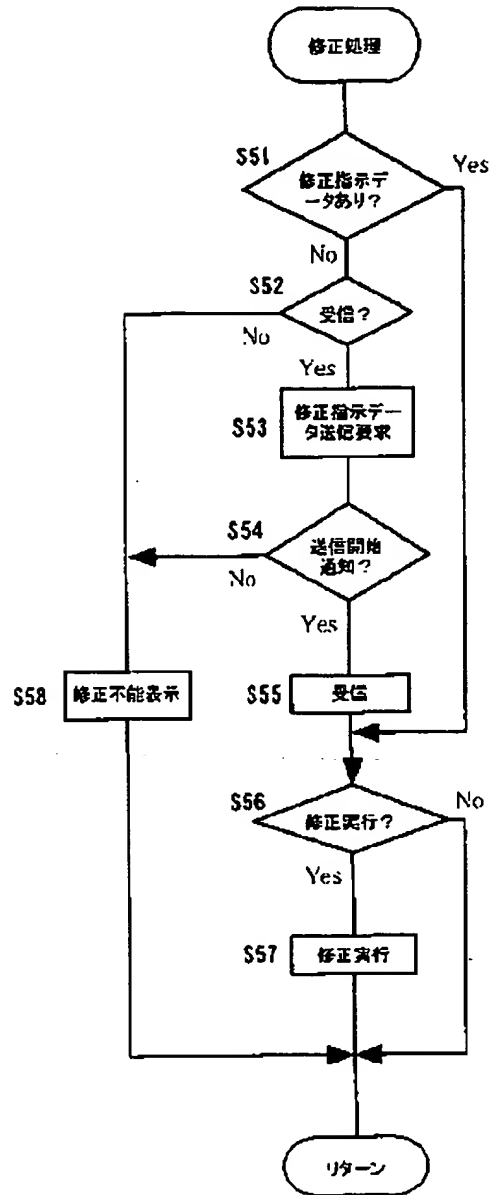 修正処理
S51
修正指示デ
ータあり?
Yes
No
S52
受信?
No
Yes
S53
修正指示デー
タ送信要求
S54
送信開始
通知?
No
Yes
S58
修正不能表示
S55
受信
S56
修正実行?
No
Yes
S57
修正実行
リターン